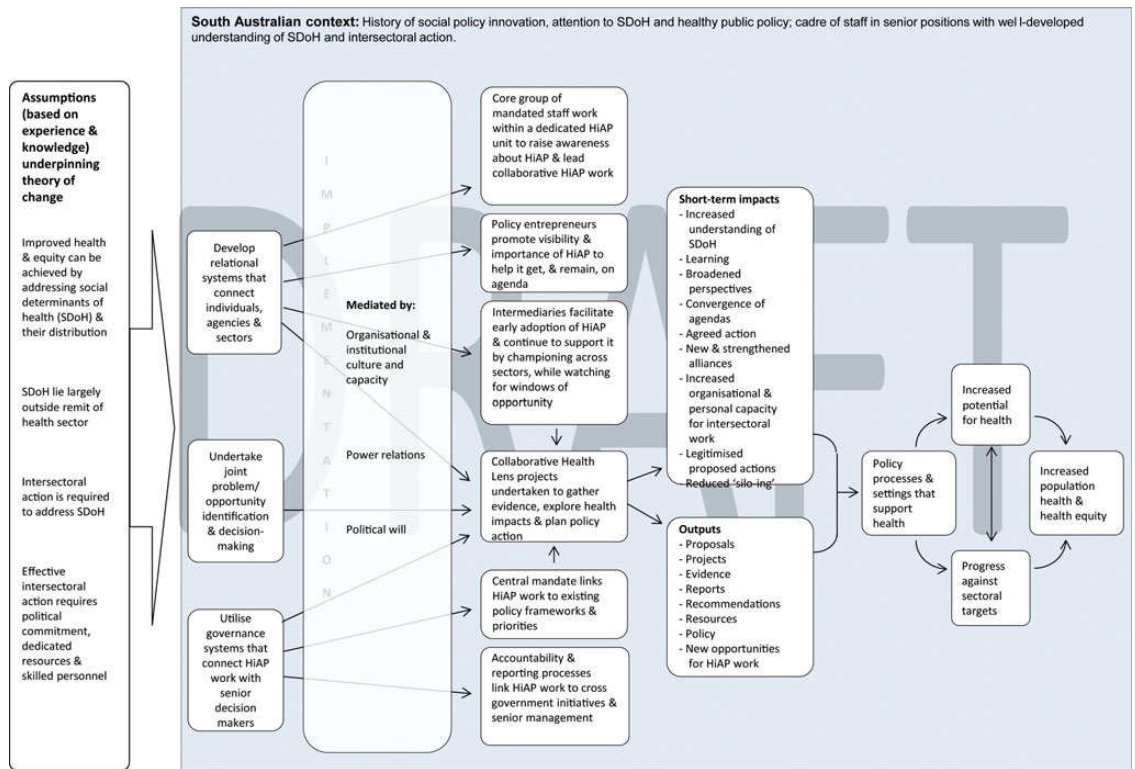 South Australian context: History of social policy innovation, attention to SDoH and healthy public policy; cadre of staff in senior positions with wel l-developed
understanding of SDoH and intersectoral action.
Assumptions
(based on
experience &
knowledge)
underpinning
theory of
change
Improved health
& equity can be
achieved by
addressing social
determinants of
health (SDoH) &
their distribution
SDoH lie largely
outside remit of
health sector
Intersectoral
action is required
to address SDoH
Effective
intersectoral
action requires
political
commitment,
dedicated
resources &
skilled personnel
Develop
relational
systems that
connect
individuals,
agencies &
sectors
Undertake
joint
problem/
opportunity
identification
& decision-
making
Utilise
governance
systems that
connect HiAP
work with
senior
decision
makers
IMPLEMENTATION
Mediated by:
Organisational &
institutional
culture and
capacity
Power relations
Political will
Core group of
mandated staff work
within a dedicated HiAP
unit to raise awareness
about HiAP & lead
collaborative HiAP work
Policy entrepreneurs
promote visibility &
importance of HiAP to
help it get, & remain, on
agenda
Intermediaries facilitate
early adoption of HiAP
& continue to support it
by championing across
sectors, while watching
for windows of
opportunity
Collaborative Health
Lens projects
undertaken to gather
evidence, explore health
impacts & plan policy
action
Central mandate links
HiAP work to existing
policy frameworks &
priorities
Accountability &
reporting processes
link HiAP work to cross
government initiatives &
senior management
Short-term impacts
- Increased
understanding of
SDoH
- Learning
- Broadened
perspectives
- Convergence of
agendas
- Agreed action
- New & strengthened
alliances
- Increased
organisational &
personal capacity
for intersectoral
work
- Legitimised
proposed actions
- Reduced ‘silo-ing’
Outputs
- Proposals
- Projects
- Evidence
- Reports
- Recommendations
- Resources
- Policy
- New opportunities
for HiAP work
Policy
processes &
settings that
support
health
Increased
potential
for health
Progress
against
sectoral
targets
Increased
population
health &
health equity
DRAFT